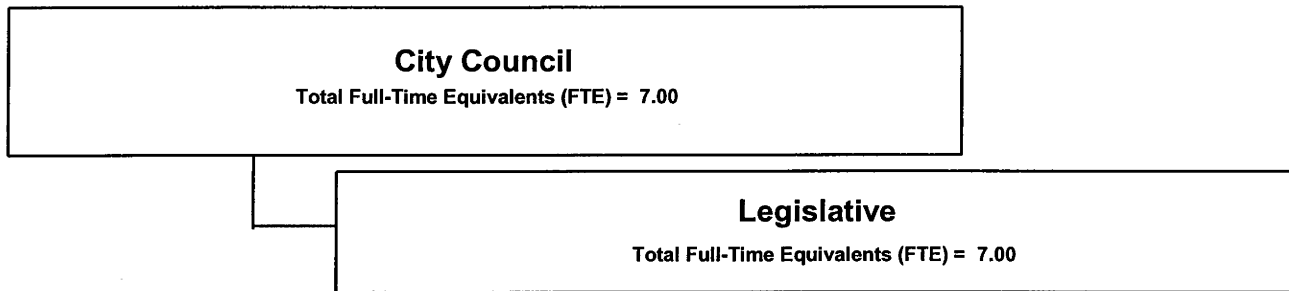 City Council
Total Full-Time Equivalents (FTE) = 7.00
Legislative
Total Full-Time Equivalents (FTE) = 7.00